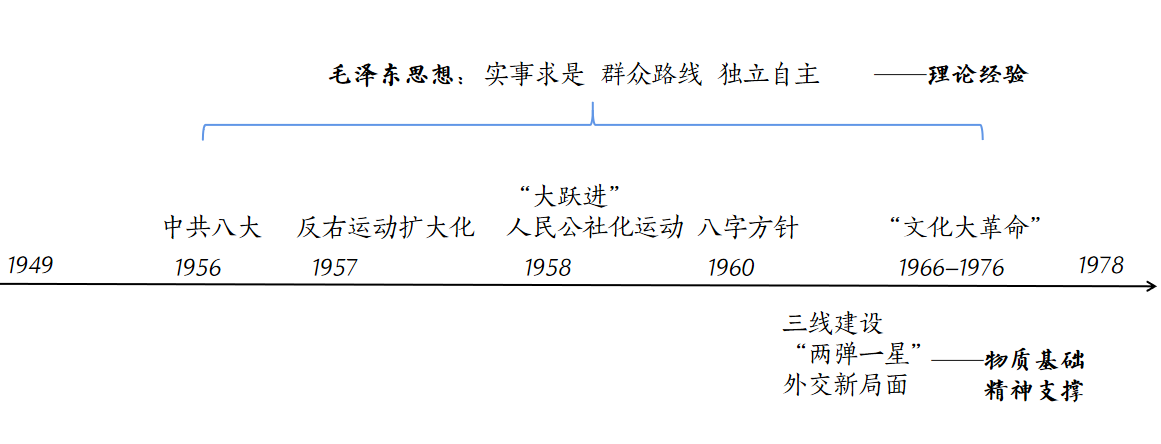 毛泽东思想：实事求是 群众路线 独立自主 ——理论经验
“大跃进”
中共八大 反右运动扩大化 人民公社化运动 八字方针 “文化大革命”
1949 1956 1957 1958 1960 1966–1976 1978
三线建设
“两弹一星” ——物质基础
外交新局面 精神支撑